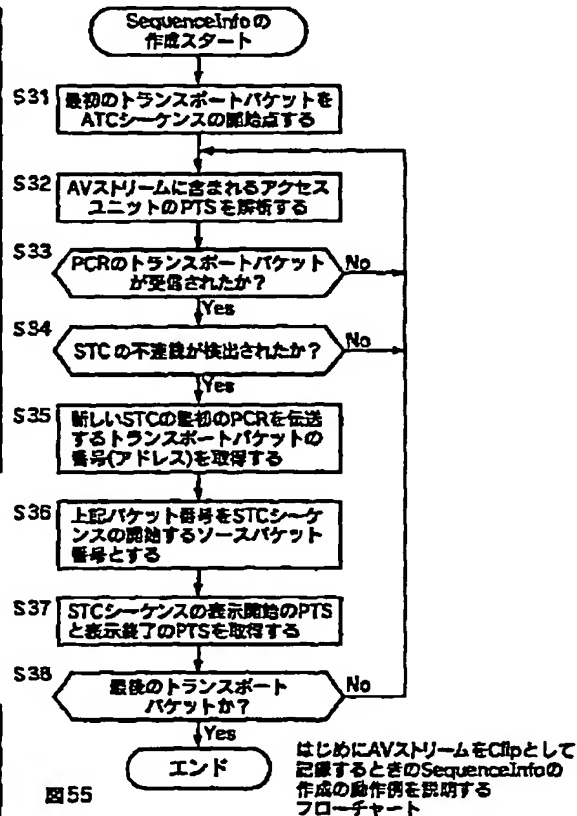 SequenceInfoの
作成スタート
S31
最初のトランスポートパケットを
ATCシーケンスの開始点する
S32
AVストリームに含まれるアクセス
ユニットのPTSを解析する
S33
PCRのトランスポートパケット
が受信されたか?
No
Yes
S34
STCの不連続が検出されたか?
No
Yes
S35
新しいSTCの最初のPCRを伝送
するトランスポートパケットの
番号(アドレス)を取得する
S36
上記パケット番号をSTCシーケ
ンスの開始するソースパケット
番号とする
S37
STCシーケンスの表示開始のPTS
と表示終了のPTSを取得する
S38
最後のトランスポート
パケットか?
No
Yes
エンド
はじめにAVストリームをClipとして
記録するときのSequenceInfoの
作成の動作例を説明する
フローチャート
図55